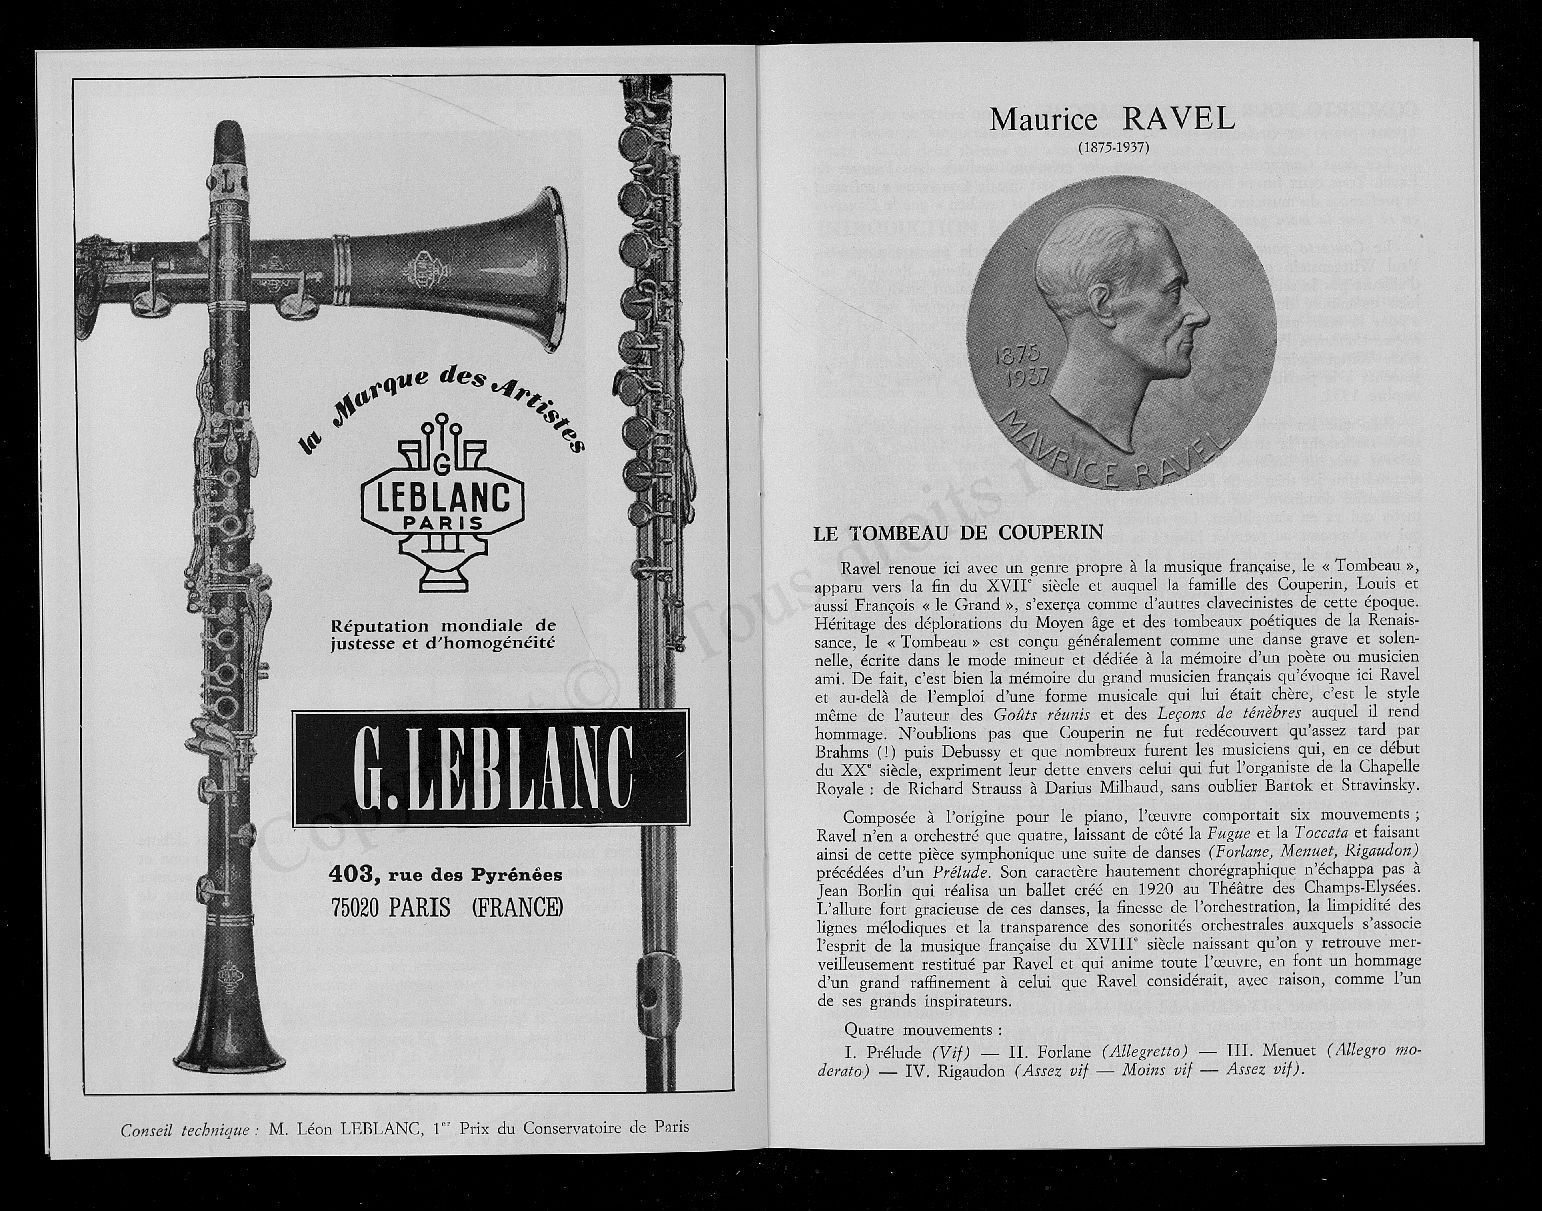 L
la Marque des Artistes
G
LEBLANC
PARIS
Réputation mondiale de
justesse et d'homogénéité
G. LEBLANC
403, rue des Pyrénées
75020 PARIS (FRANCE)
Conseil technique : M. Léon LEBLANC, 1er Prix du Conservatoire de Paris
Maurice RAVEL
(1875-1937)
1875
1937
MAVRICE RAVEL
LE TOMBEAU DE COUPERIN
Ravel renoue ici avec un genre propre à la musique française, le « Tombeau »,
apparu vers la fin du XVIIe siècle et auquel la famille des Couperin, Louis et
aussi François « le Grand », s'exerça comme d'autres clavecinistes de cette époque.
Héritage des déplorations du Moyen âge et des tombeaux poétiques de la Renais-
sance, le « Tombeau » est conçu généralement comme une danse grave et solen-
nelle, écrite dans le mode mineur et dédiée à la mémoire d'un poète ou musicien
ami. De fait, c'est bien la mémoire du grand musicien français qu'évoque ici Ravel
et au-delà de l'emploi d'une forme musicale qui lui était chère, c'est le style
même de l'auteur des Goûts réunis et des Leçons de ténèbres auquel il rend
hommage. N'oublions pas que Couperin ne fut redécouvert qu'assez tard par
Brahms (!) puis Debussy et que nombreux furent les musiciens qui, en ce début
du XXe siècle, expriment leur dette envers celui qui fut l'organiste de la Chapelle
Royale : de Richard Strauss à Darius Milhaud, sans oublier Bartok et Stravinsky.
Composée à l'origine pour le piano, l'œuvre comportait six mouvements ;
Ravel n'en a orchestré que quatre, laissant de côté la Fugue et la Toccata et faisant
ainsi de cette pièce symphonique une suite de danses (Forlane, Menuet, Rigaudon)
précédées d'un Prélude. Son caractère hautement chorégraphique n'échappa pas à
Jean Borlin qui réalisa un ballet créé en 1920 au Théâtre des Champs-Elysées.
L'allure fort gracieuse de ces danses, la finesse de l'orchestration, la limpidité des
lignes mélodiques et la transparence des sonorités orchestrales auxquels s'associe
l'esprit de la musique française du XVIIIe siècle naissant qu'on y retrouve mer-
veilleusement restitué par Ravel et qui anime toute l'œuvre, en font un hommage
d'un grand raffinement à celui que Ravel considérait, avec raison, comme l'un
de ses grands inspirateurs.
Quatre mouvements :
I. Prélude (Vif) — II. Forlane (Allegretto) — III. Menuet (Allegro mo-
derato) — IV. Rigaudon (Assez vif — Moins vif — Assez vif).
Copyright © Tous droits r